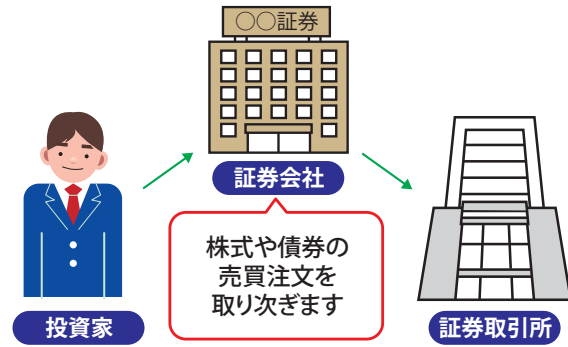 ○○証券
証券会社
株式や債券の
売買注文を
取り次ぎます
投資家
証券取引所